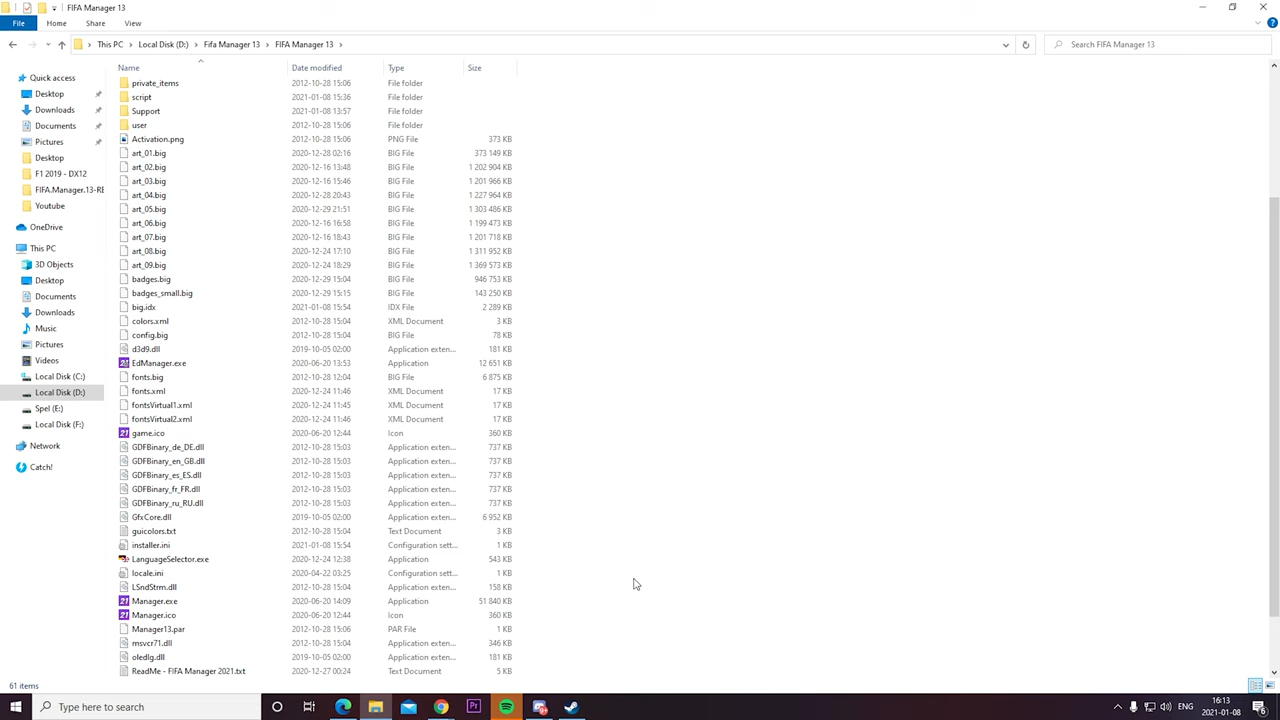 FIFA Manager 13
File Home Share View
This PC Local Disk (D:) Fifa Manager 13 FIFA Manager 13 Search FIFA Manager 13
Quick access
Desktop
Downloads
Documents
Pictures
Desktop
F1 2019 - DX12
FIFA.Manager.13-RE
Youtube
OneDrive
This PC
3D Objects
Desktop
Documents
Downloads
Music
Pictures
Videos
Local Disk (C:)
Local Disk (D:)
Spel (E:)
Local Disk (F:)
Network
Catch!
Name Date modified Type Size
private_items 2012-10-28 15:06 File folder
script 2021-01-08 15:36 File folder
Support 2021-01-08 13:57 File folder
user 2012-10-28 15:06 File folder
Activation.png 2012-10-28 15:06 PNG File 373 KB
art_01.big 2020-12-28 02:16 BIG File 373 149 KB
art_02.big 2020-12-16 13:48 BIG File 1 202 904 KB
art_03.big 2020-12-16 15:46 BIG File 1 201 966 KB
art_04.big 2020-12-28 20:43 BIG File 1 227 964 KB
art_05.big 2020-12-29 21:51 BIG File 1 303 486 KB
art_06.big 2020-12-16 16:58 BIG File 1 199 473 KB
art_07.big 2020-12-16 18:43 BIG File 1 201 718 KB
art_08.big 2020-12-24 17:10 BIG File 1 311 952 KB
art_09.big 2020-12-24 18:29 BIG File 1 369 573 KB
badges.big 2020-12-29 15:04 BIG File 946 753 KB
badges_small.big 2020-12-29 15:15 BIG File 143 250 KB
big.idx 2021-01-08 15:54 IDX File 2 289 KB
colors.xml 2012-10-28 15:04 XML Document 3 KB
config.big 2012-10-28 15:04 BIG File 78 KB
d3d9.dll 2019-10-05 02:00 Application exten... 181 KB
EdManager.exe 2020-06-20 13:53 Application 12 651 KB
fonts.big 2012-10-28 12:04 BIG File 6 875 KB
fonts.xml 2020-12-24 11:46 XML Document 17 KB
fontsVirtual1.xml 2020-12-24 11:45 XML Document 17 KB
fontsVirtual2.xml 2020-12-24 11:46 XML Document 17 KB
game.ico 2020-06-20 12:44 Icon 360 KB
GDFBinary_de_DE.dll 2012-10-28 15:03 Application exten... 737 KB
GDFBinary_en_GB.dll 2012-10-28 15:03 Application exten... 737 KB
GDFBinary_es_ES.dll 2012-10-28 15:03 Application exten... 737 KB
GDFBinary_fr_FR.dll 2012-10-28 15:03 Application exten... 737 KB
GDFBinary_ru_RU.dll 2012-10-28 15:03 Application exten... 737 KB
GfxCore.dll 2019-10-05 02:00 Application exten... 6 952 KB
guicolors.txt 2012-10-28 15:03 Text Document 3 KB
installer.ini 2021-01-08 15:54 Configuration sett... 1 KB
LanguageSelector.exe 2020-12-24 12:38 Application 543 KB
locale.ini 2020-04-22 03:25 Configuration sett... 1 KB
LSndStrm.dll 2012-10-28 15:04 Application exten... 158 KB
Manager.exe 2020-06-20 14:09 Application 51 840 KB
Manager.ico 2020-06-20 12:44 Icon 360 KB
Manager13.par 2012-10-28 15:06 PAR File 1 KB
msvcr71.dll 2012-10-28 15:04 Application exten... 346 KB
oledlg.dll 2019-10-05 02:00 Application exten... 181 KB
ReadMe - FIFA Manager 2021.txt 2020-12-27 00:24 Text Document 5 KB
61 items
Type here to search
ENG
16:13
2021-01-08